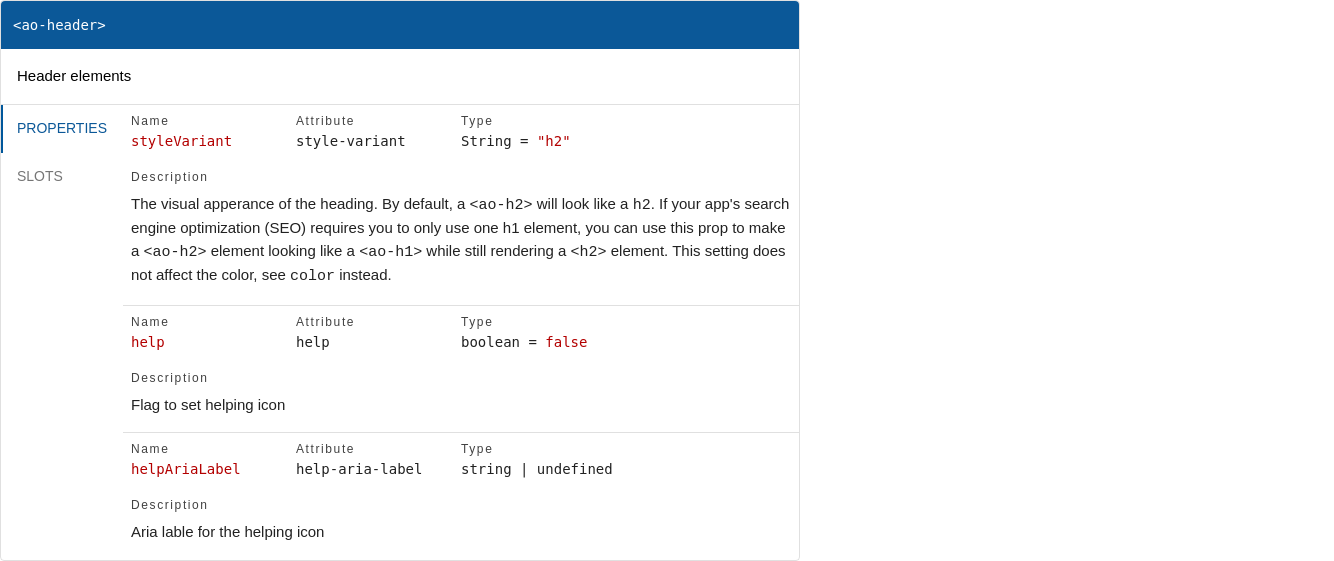 <ao-header>
Header elements
PROPERTIES
SLOTS
Name Attribute Type
styleVariant style-variant String = "h2"
Description
The visual apperance of the heading. By default, a <ao-h2> will look like a h2. If your app's search
engine optimization (SEO) requires you to only use one h1 element, you can use this prop to make
a <ao-h2> element looking like a <ao-h1> while still rendering a <h2> element. This setting does
not affect the color, see color instead.
Name Attribute Type
help help boolean = false
Description
Flag to set helping icon
Name Attribute Type
helpAriaLabel help-aria-label string | undefined
Description
Aria lable for the helping icon